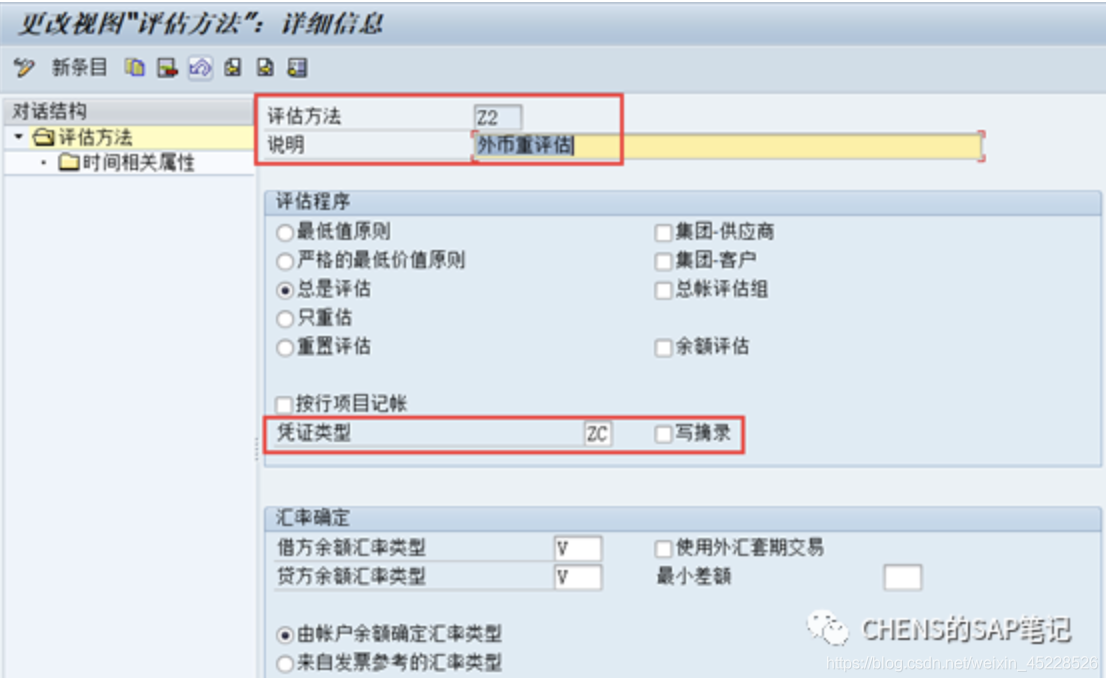 更改视图"评估方法"：详细信息
新条目
对话结构
评估方法
时间相关属性
评估方法 Z2
说明 外币重评估
评估程序
最低值原则 集团-供应商
严格的最低价值原则 集团-客户
总是评估 总帐评估组
只重估
重置评估 余额评估
按行项目记帐
凭证类型 ZC 写摘录
汇率确定
借方余额汇率类型 V 使用外汇套期交易
贷方余额汇率类型 V 最小差额
由帐户余额确定汇率类型
来自发票参考的汇率类型
CHENS的SAP笔记
https://blog.csdn.net/weixin_45228526